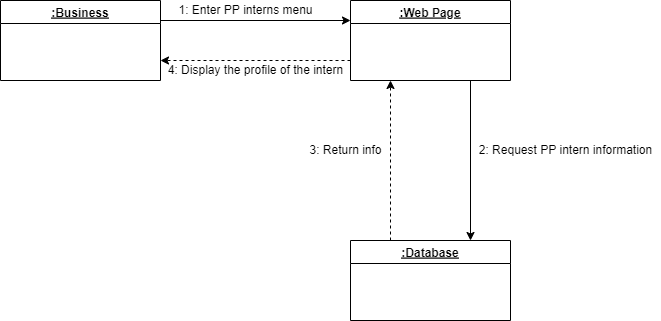 :Business
1: Enter PP interns menu
:Web Page
4: Display the profile of the intern
3: Return info
2: Request PP intern information
:Database